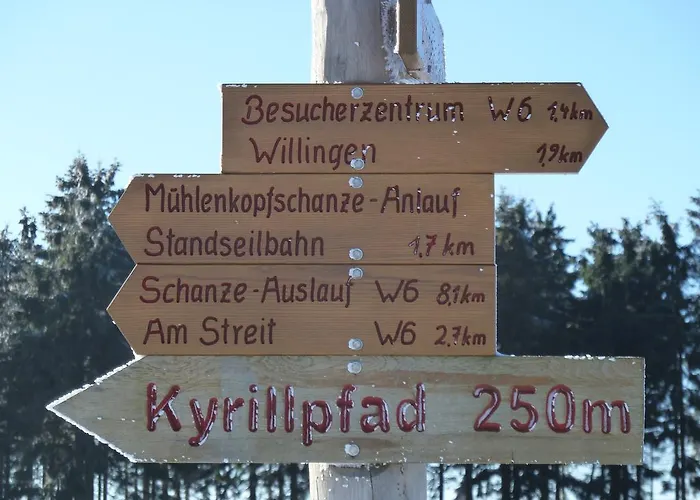 Besucherzentrum W6 1,4km
Willingen 1,9km
Mühlenkopfschanze-Anlauf
Standseilbahn 1,7 km
Schanze-Auslauf W6 8,1km
Am Streit W6 2,7km
Kyrillpfad 250m